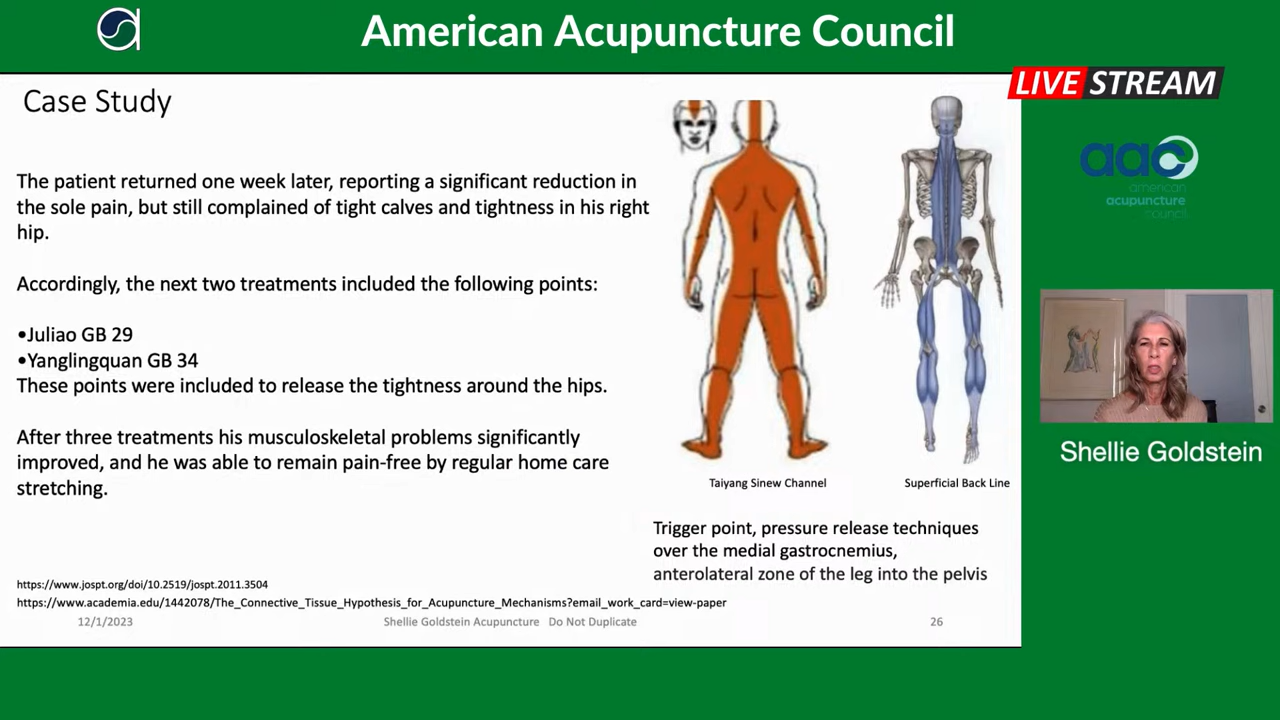 American Acupuncture Council
LIVE STREAM
Case Study
The patient returned one week later, reporting a significant reduction in
the sole pain, but still complained of tight calves and tightness in his right
hip.
Accordingly, the next two treatments included the following points:
•Juliao GB 29
•Yanglingquan GB 34
These points were included to release the tightness around the hips.
After three treatments his musculoskeletal problems significantly
improved, and he was able to remain pain-free by regular home care
stretching.
Taiyang Sinew Channel
Superficial Back Line
Trigger point, pressure release techniques
over the medial gastrocnemius,
anterolateral zone of the leg into the pelvis
https://www.jospt.org/doi/10.2519/jospt.2011.3504
https://www.academia.edu/1442078/The_Connective_Tissue_Hypothesis_for_Acupuncture_Mechanisms?email_work_card=view-paper
12/1/2023
Shellie Goldstein Acupuncture Do Not Duplicate
26
aac
american
acupuncture
council
Shellie Goldstein